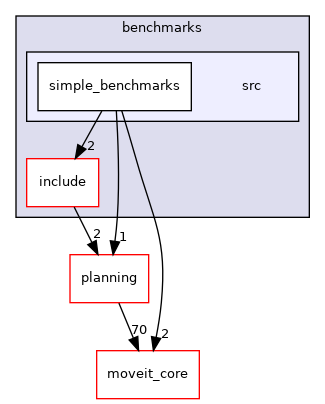 benchmarks
simple_benchmarks
src
2
include
2
1
planning
70
2
moveit_core